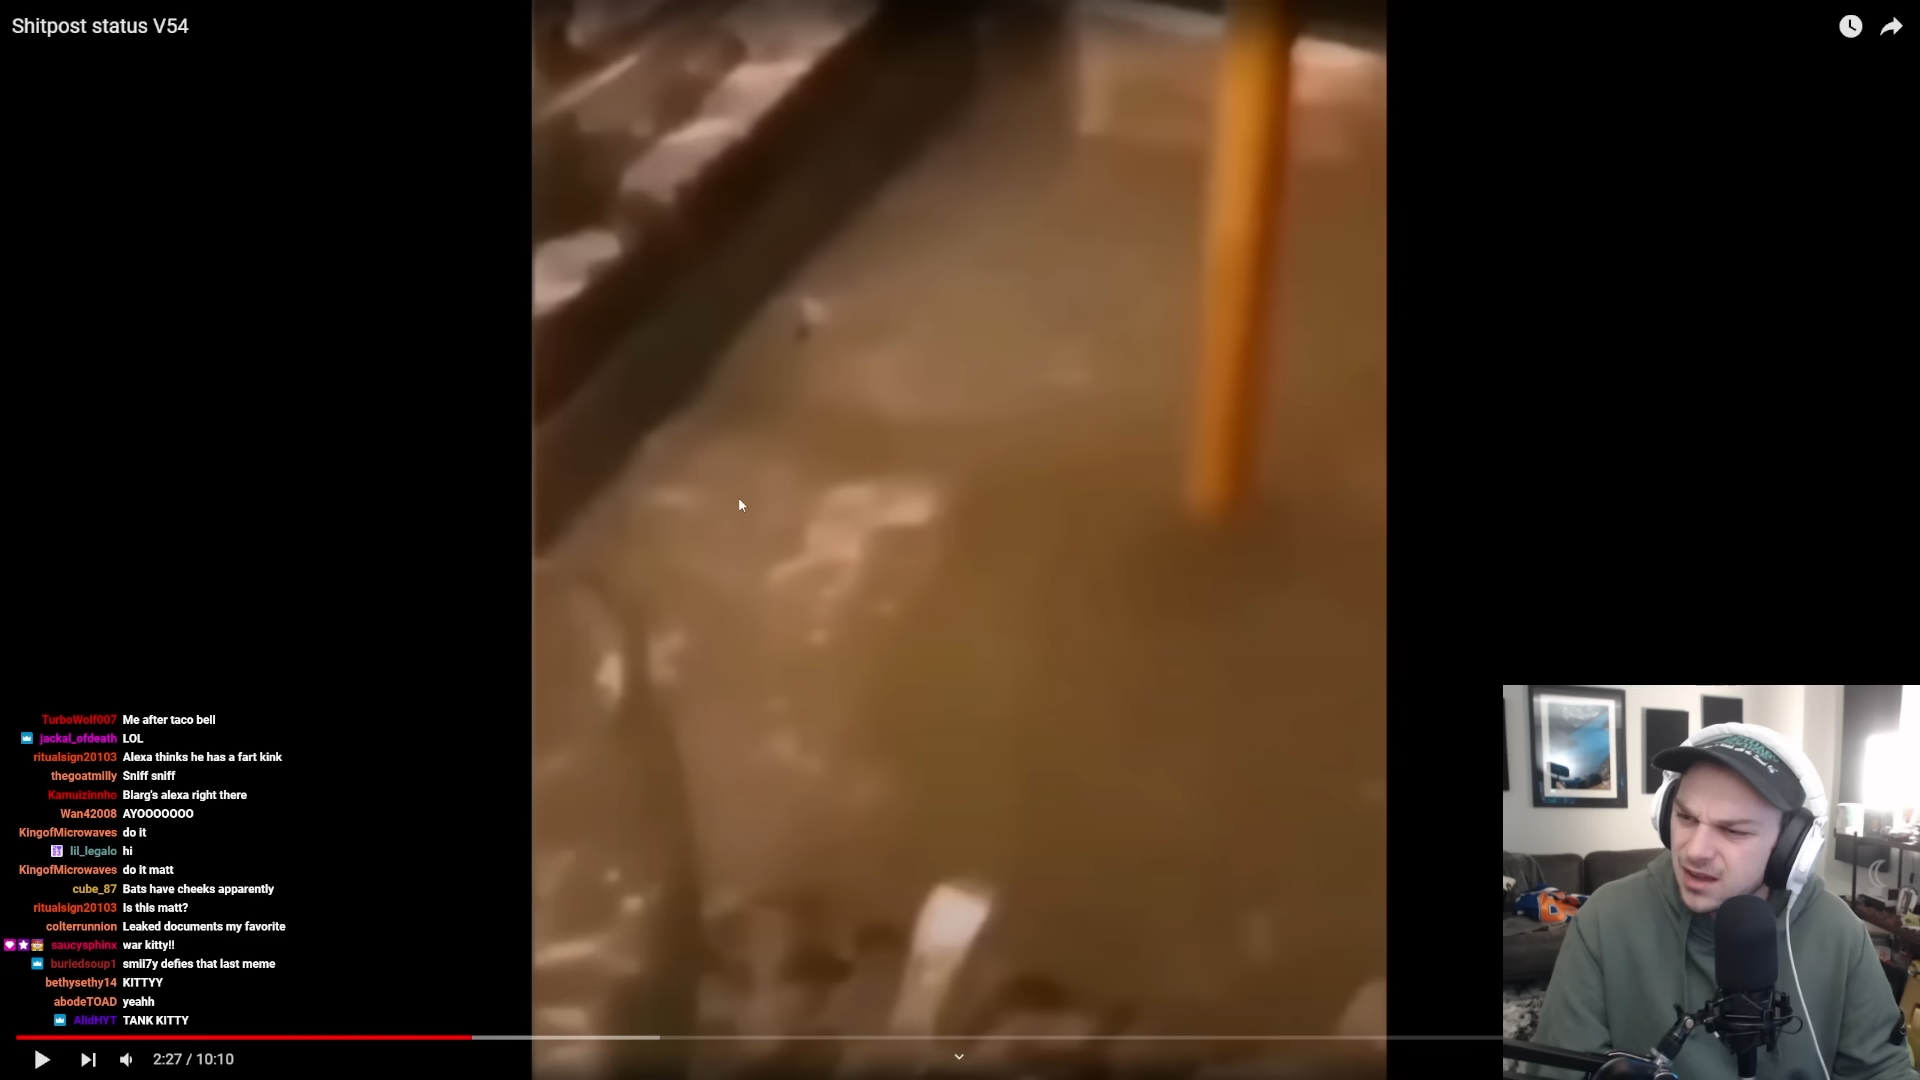 Shitpost status V54
TurboWolf007 Me after taco bell
jackal_ofdeath LOL
ritualsign20103 Alexa thinks he has a fart kink
thegoatmilly Sniff sniff
Kamuizinnho Blarg's alexa right there
Wan42008 AYOOOOOOO
KingofMicrowaves do it
lil_legalo hi
KingofMicrowaves do it matt
cube_87 Bats have cheeks apparently
ritualsign20103 Is this matt?
colterrunnion Leaked documents my favorite
saucysphinx war kitty!!
buriedsoup1 smii7y defies that last meme
bethysethy14 KITTYY
abodeTOAD yeahh
AlidHYT TANK KITTY
2:27 / 10:10